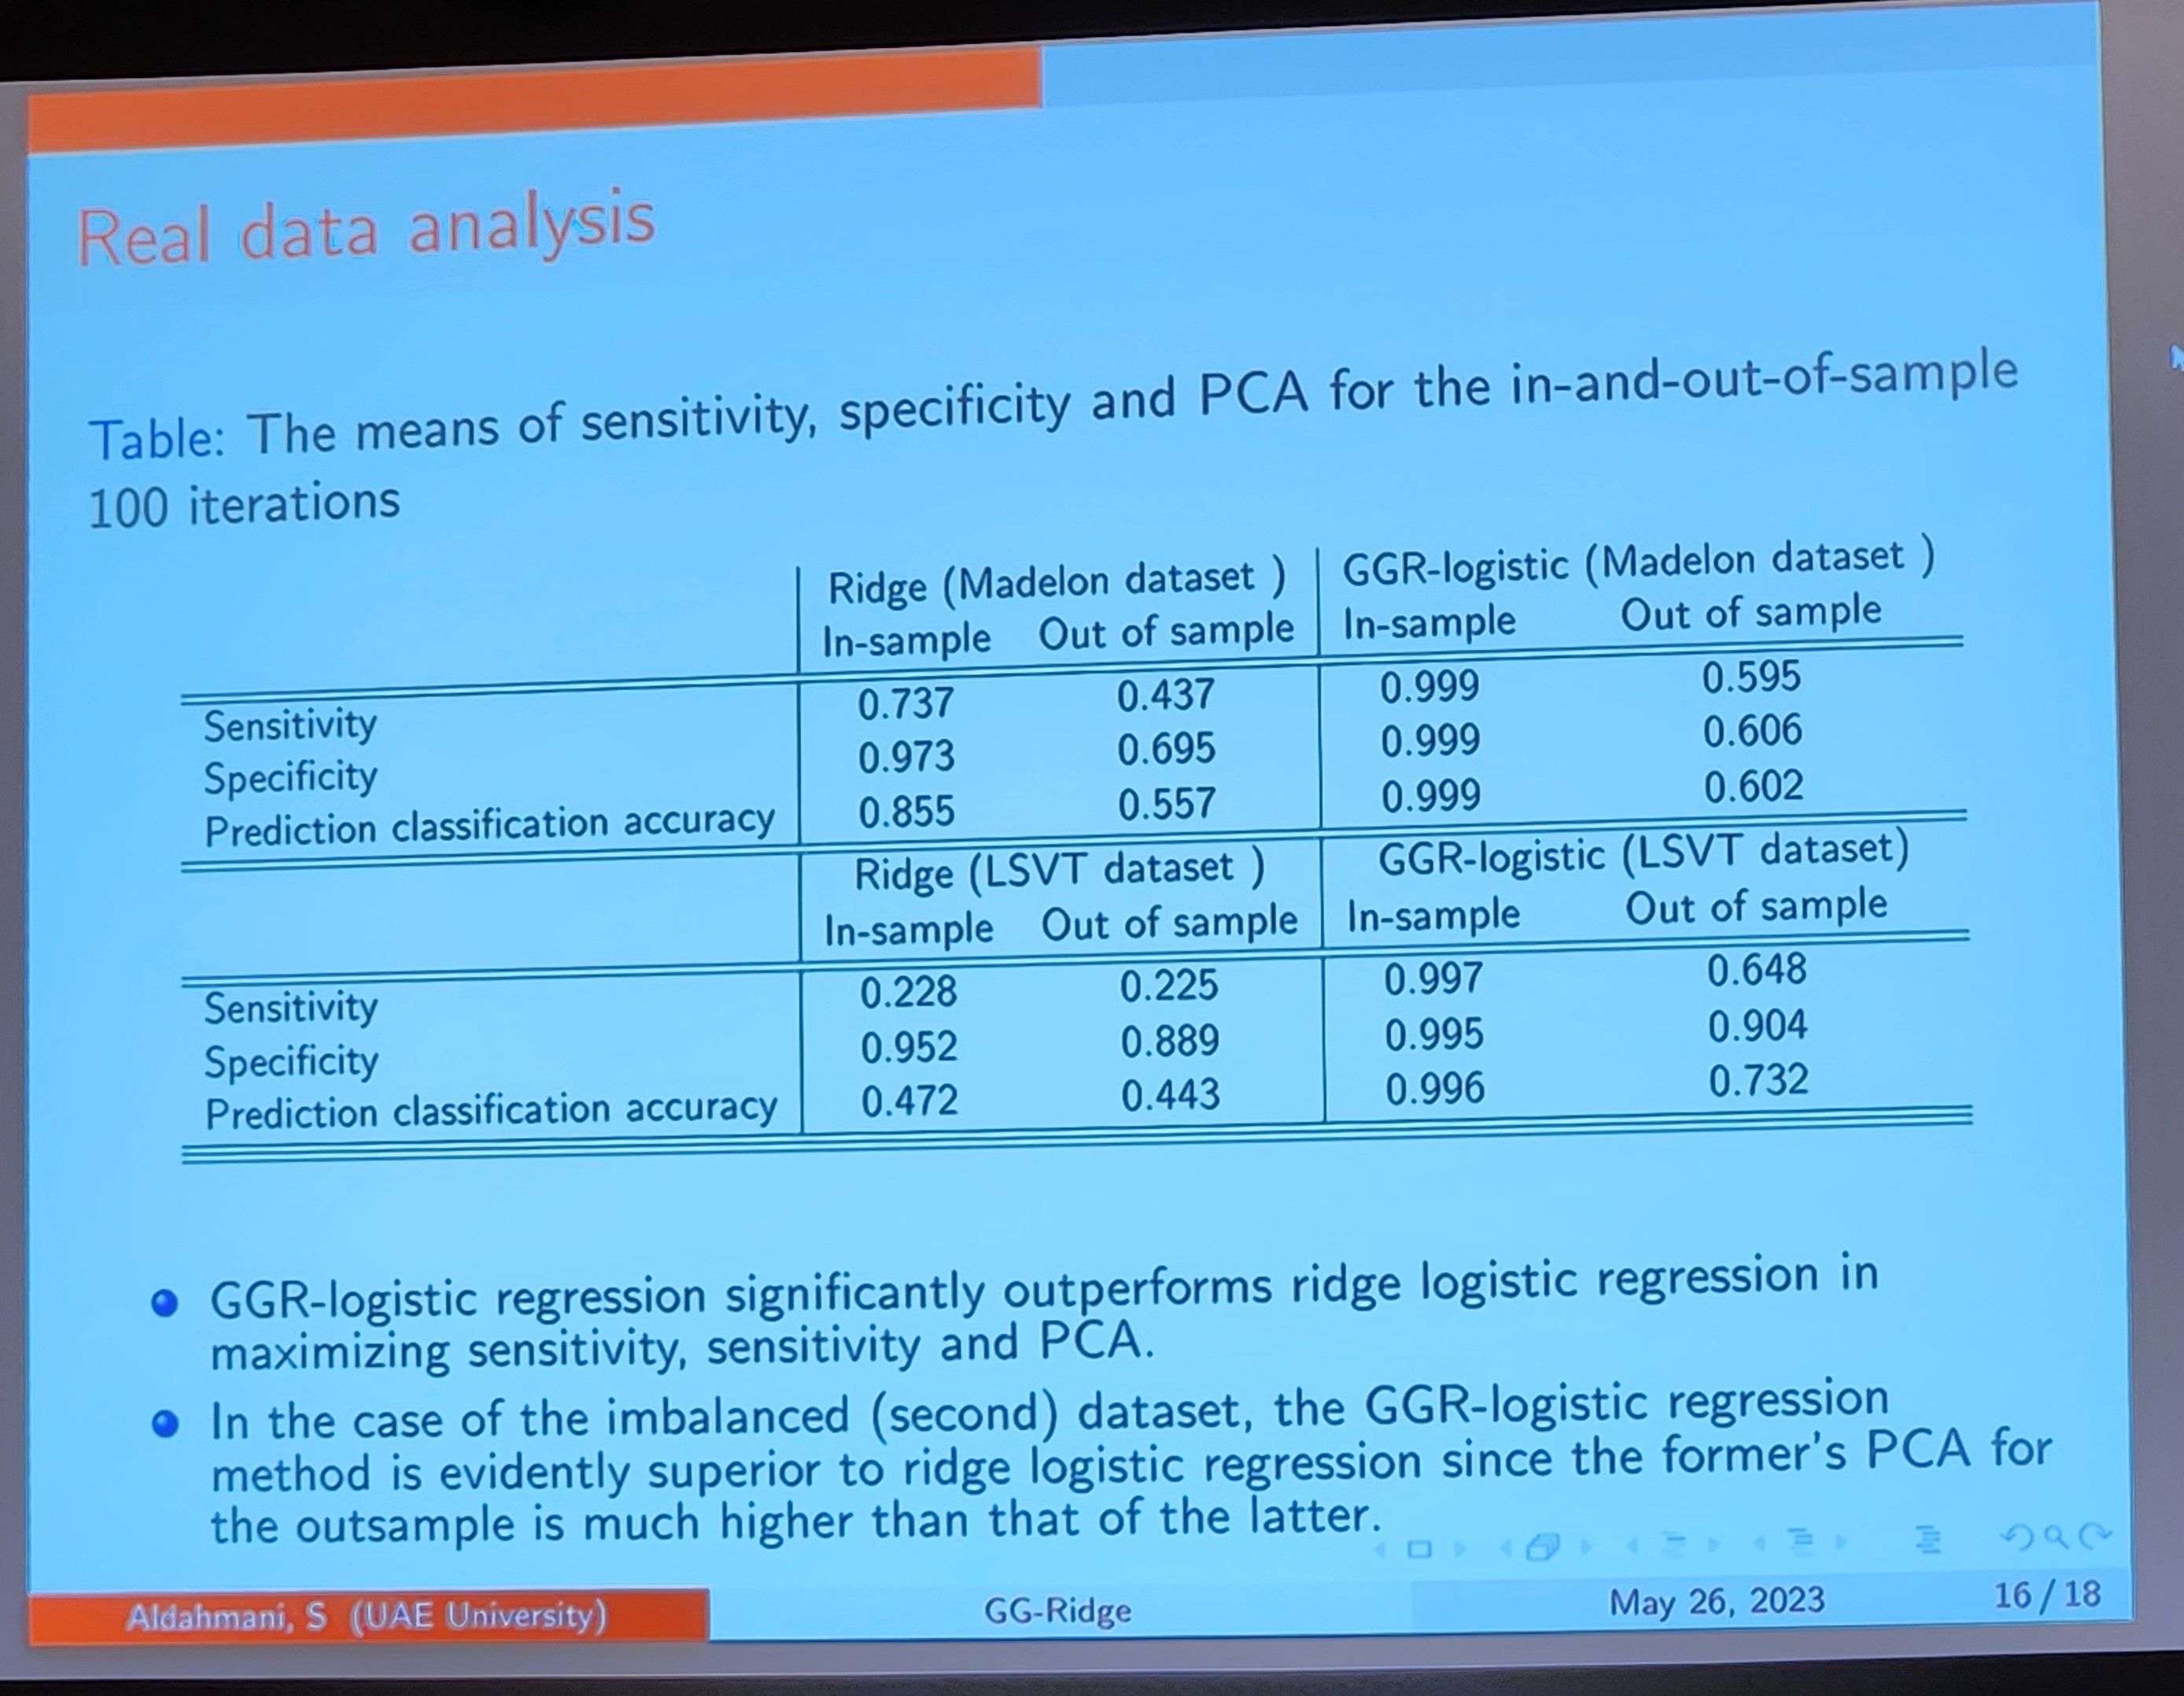 Real data analysis
Table: The means of sensitivity, specificity and PCA for the in-and-out-of-sample
100 iterations
Ridge (Madelon dataset ) GGR-logistic (Madelon dataset )
In-sample Out of sample In-sample Out of sample
Sensitivity 0.737 0.437 0.999 0.595
Specificity 0.973 0.695 0.999 0.606
Prediction classification accuracy 0.855 0.557 0.999 0.602
Ridge (LSVT dataset ) GGR-logistic (LSVT dataset)
In-sample Out of sample In-sample Out of sample
Sensitivity 0.228 0.225 0.997 0.648
Specificity 0.952 0.889 0.995 0.904
Prediction classification accuracy 0.472 0.443 0.996 0.732
GGR-logistic regression significantly outperforms ridge logistic regression in
maximizing sensitivity, sensitivity and PCA.
In the case of the imbalanced (second) dataset, the GGR-logistic regression
method is evidently superior to ridge logistic regression since the former's PCA for
the outsample is much higher than that of the latter.
Aldahmani, S (UAE University) GG-Ridge May 26, 2023 16 / 18